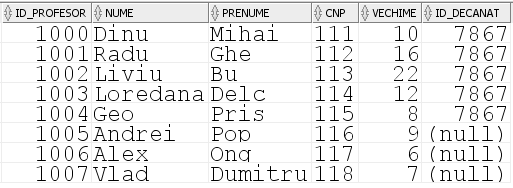 ID_PROFESOR NUME PRENUME CNP VECHIME ID_DECANAT
1000 Dinu Mihai 111 10 7867
1001 Radu Ghe 112 16 7867
1002 Liviu Bu 113 22 7867
1003 Loredana Delc 114 12 7867
1004 Geo Pris 115 8 7867
1005 Andrei Pop 116 9 (null)
1006 Alex Ong 117 6 (null)
1007 Vlad Dumitru 118 7 (null)